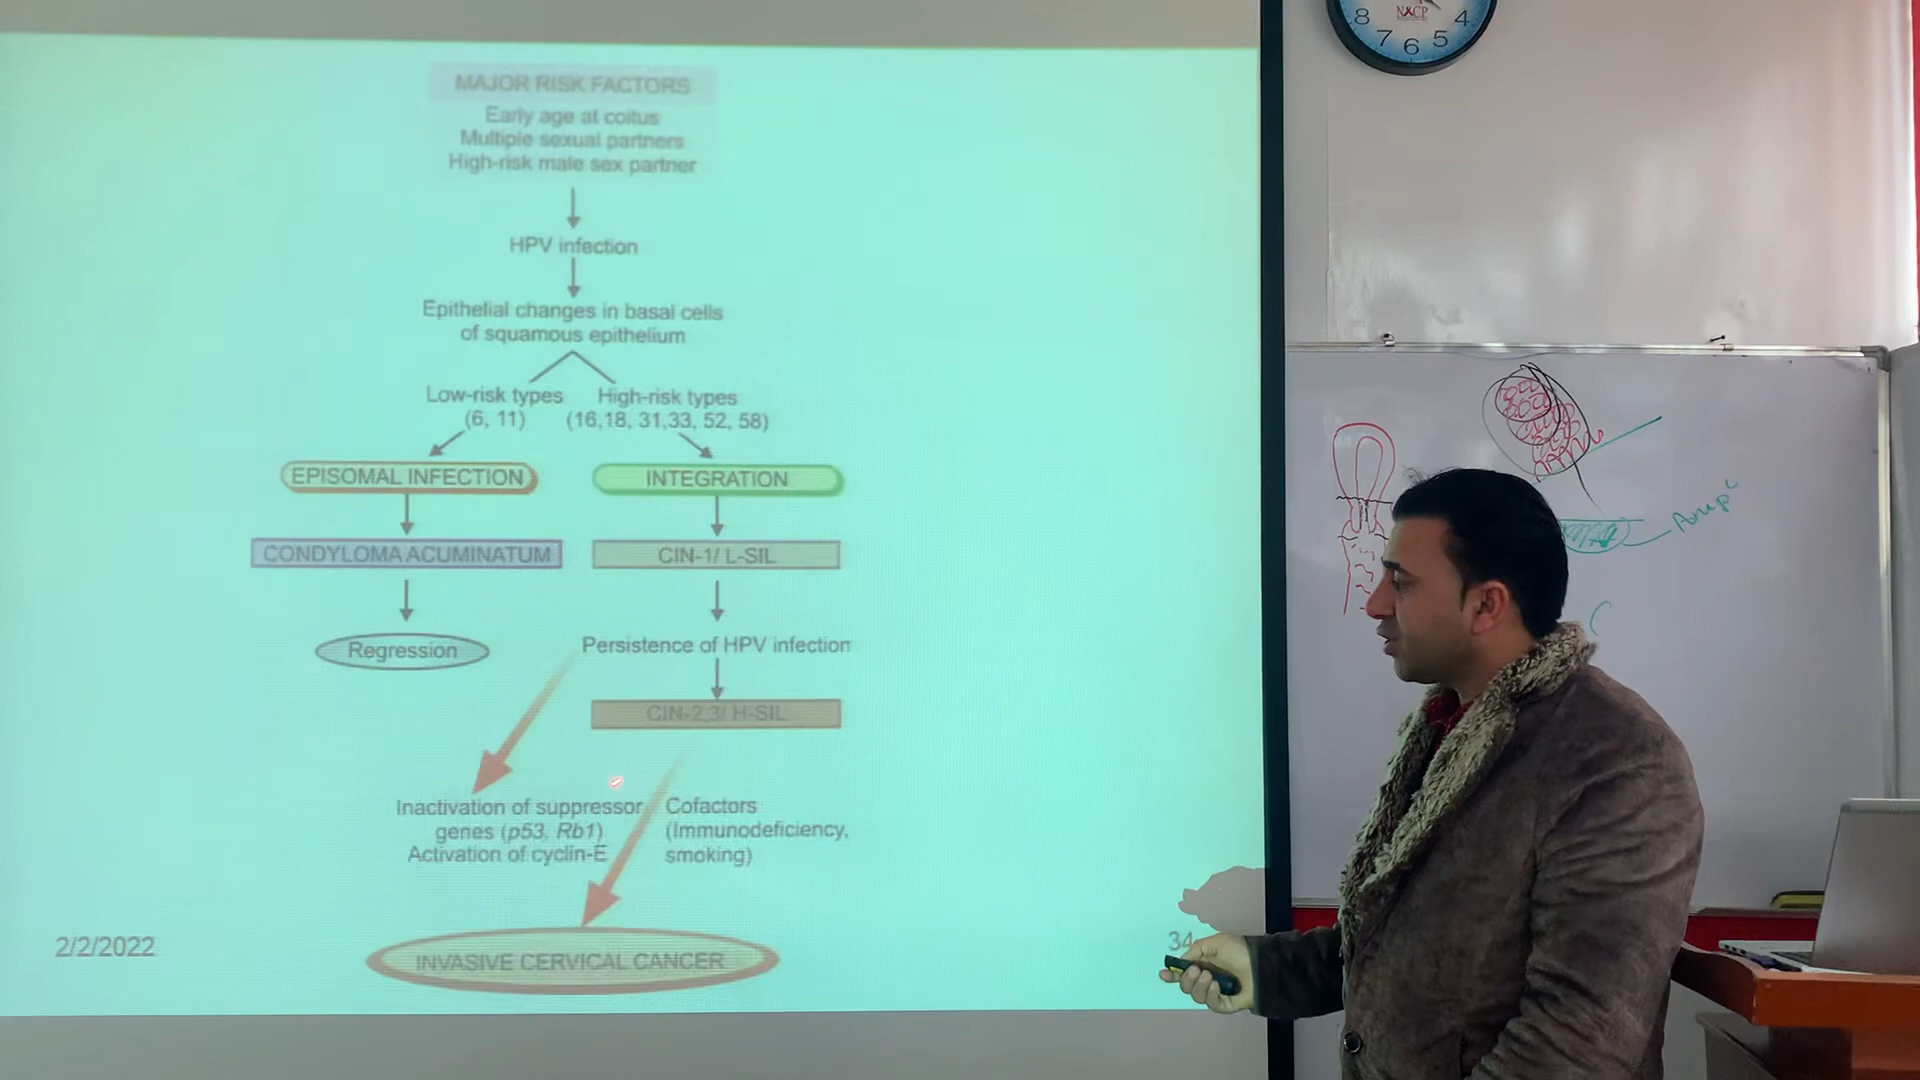 MAJOR RISK FACTORS
Early age at coitus
Multiple sexual partners
High-risk male sex partner
HPV infection
Epithelial changes in basal cells
of squamous epithelium
Low-risk types
(6, 11)
High-risk types
(16,18, 31,33, 52, 58)
EPISOMAL INFECTION
INTEGRATION
CONDYLOMA ACUMINATUM
CIN-1/ L-SIL
Regression
Persistence of HPV infection
CIN-2,3/ H-SIL
Inactivation of suppressor
genes (p53, Rb1)
Activation of cyclin-E
Cofactors
(Immunodeficiency,
smoking)
INVASIVE CERVICAL CANCER
2/2/2022
34
8
7
6
5
4